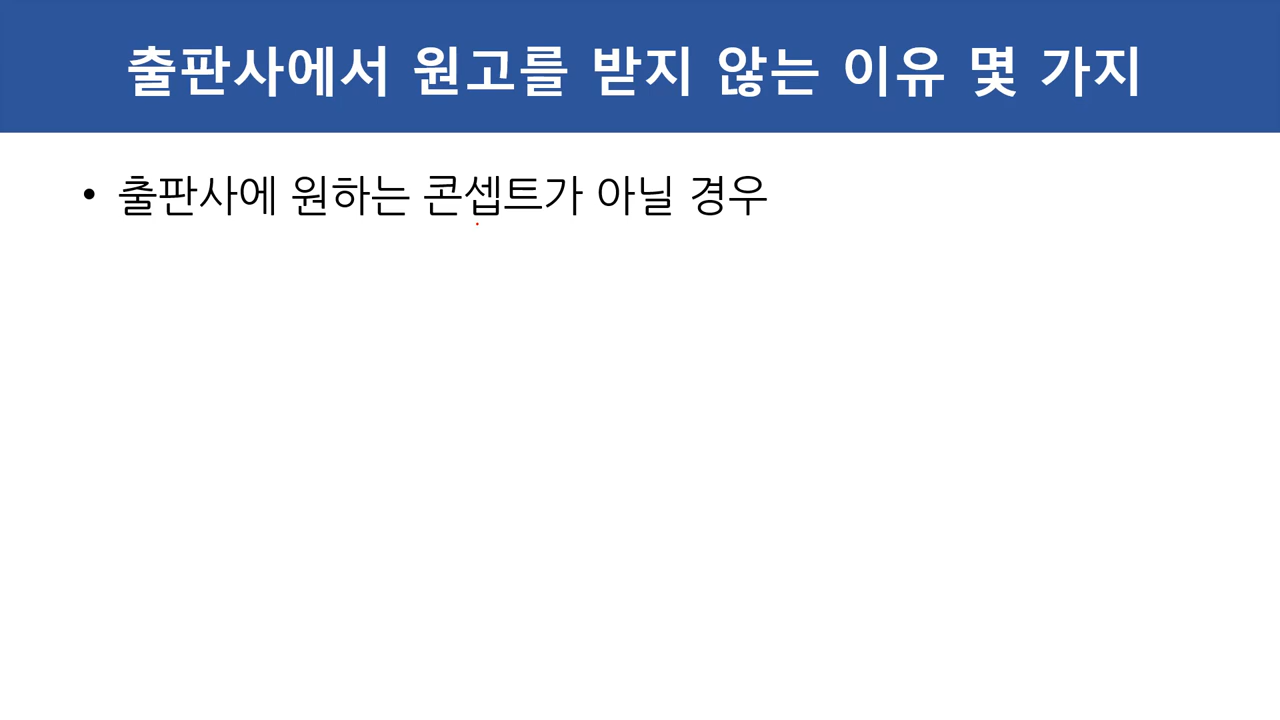 출판사에서 원고를 받지 않는 이유 몇 가지
• 출판사에 원하는 콘셉트가 아닐 경우